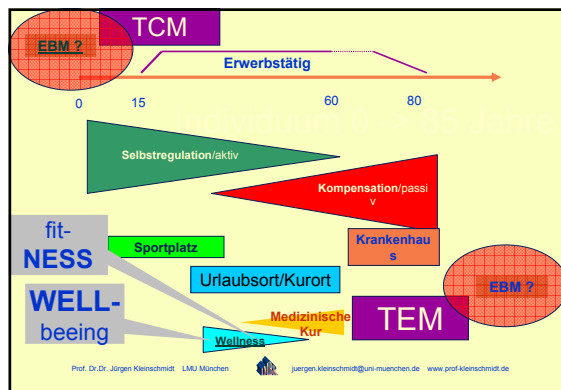 TCM
EBM ?
Erwerbstätig
0
15
60
80
Individuum 0 -> 86 Jahre
Selbstregulation/aktiv
Kompensation/passi
v
fit-
NESS
Sportplatz
Krankenhau
s
Urlaubsort/Kurort
EBM ?
WELL-
beeing
Medizinische
Kur
TEM
Wellness
Prof. Dr.Dr. Jürgen Kleinschmidt LMU München juergen.kleinschmidt@uni-muenchen.de www.prof-kleinschmidt.de